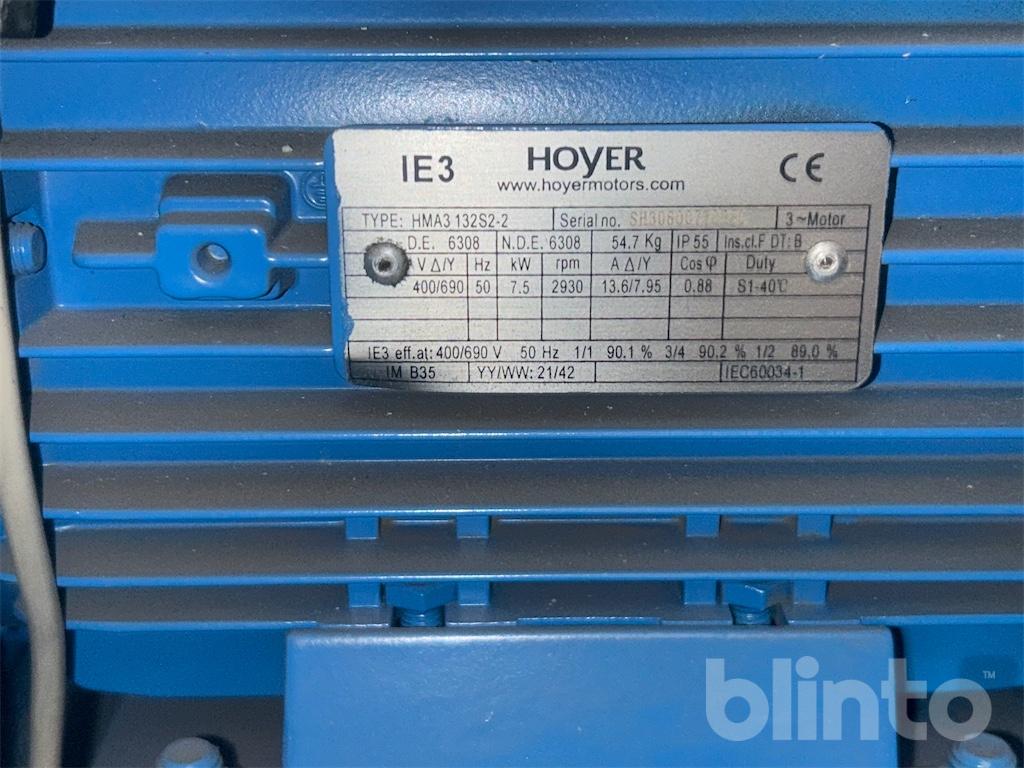 IE3 HOYER CE
www.hoyermotors.com
TYPE: HMA3 132S2-2 Serial no. 3~Motor
D.E. 6308 N.D.E. 6308 54.7 Kg IP 55 Ins.cl.F DT: B
V Δ/Y Hz kW rpm A Δ/Y Cos φ Duty
400/690 50 7.5 2930 13.6/7.95 0.88 S1-40℃
IE3 eff.at: 400/690 V 50 Hz 1/1 90.1 % 3/4 90.2 % 1/2 89.0 %
IM B35 YY/WW: 21/42 IEC60034-1
blinto™